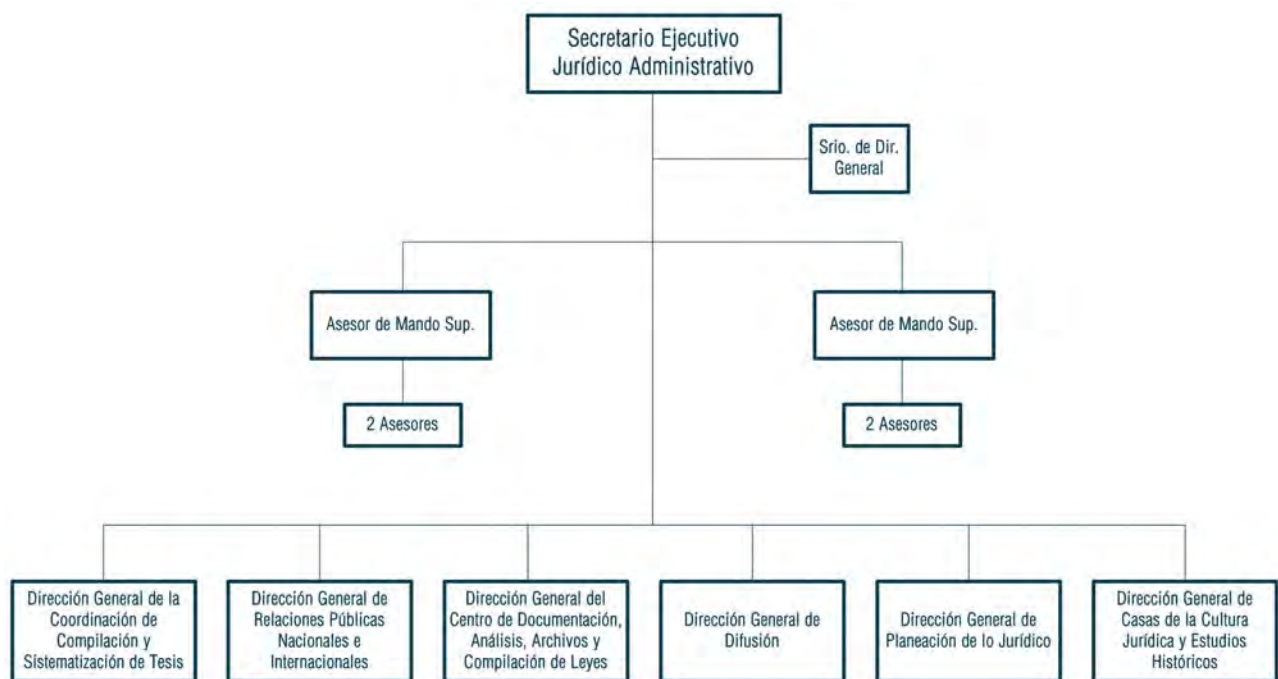 Secretario Ejecutivo
Jurídico Administrativo
Srio. de Dir.
General
Asesor de Mando Sup.
Asesor de Mando Sup.
2 Asesores
2 Asesores
Dirección General de la
Coordinación de
Compilación y
Sistematización de Tesis
Dirección General de
Relaciones Públicas
Nacionales e
Internacionales
Dirección General del
Centro de Documentación,
Análisis, Archivos y
Compilación de Leyes
Dirección General de
Difusión
Dirección General de
Planeación de lo Jurídico
Dirección General de
Casas de la Cultura
Jurídica y Estudios
Históricos